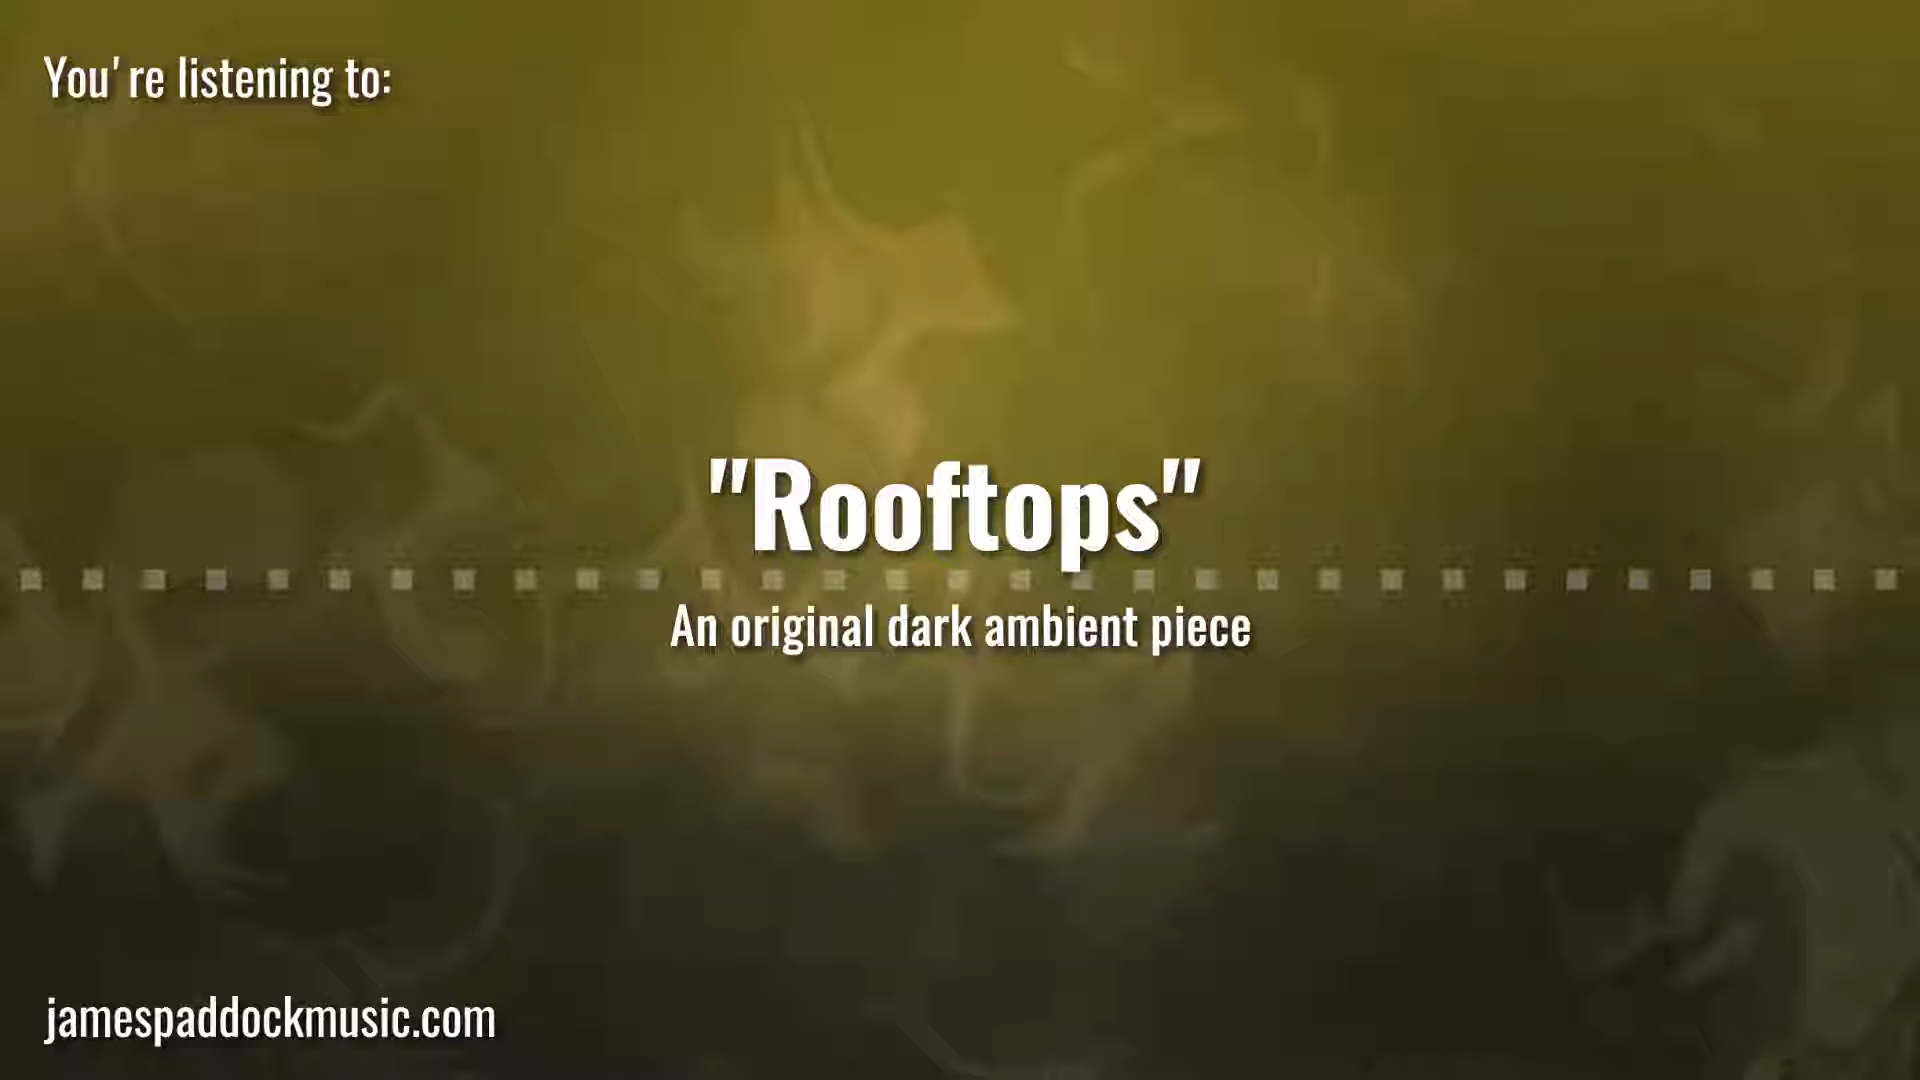 You're listening to:
"Rooftops"
An original dark ambient piece
jamespaddockmusic.com